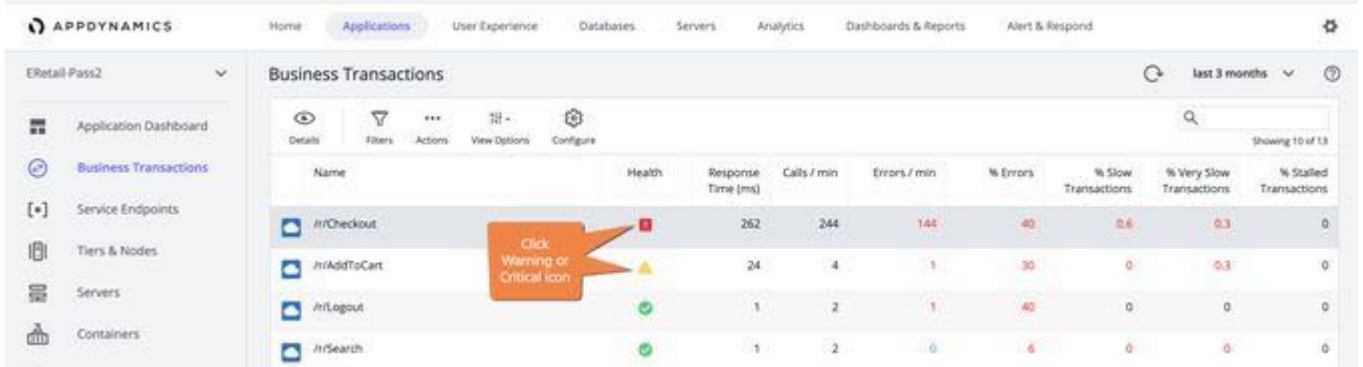 APPDYNAMICS
Home Applications User Experience Databases Servers Analytics Dashboards & Reports Alert & Respond
ERetail-Pass2
Business Transactions
last 3 months
Application Dashboard
Business Transactions
Service Endpoints
Tiers & Nodes
Servers
Containers
Details Filters Actions View Options Configure
Showing 10 of 13
Name Health Response Time (ms) Calls / min Errors / min % Errors % Slow Transactions % Very Slow Transactions % Stalled Transactions
/r/Checkout 262 244 144 40 0.6 0.3 0
Click
Warning or
Critical icon
/r/AddToCart 24 4 1 30 0 0.3 0
/r/Logout 1 2 1 40 0 0 0
/r/Search 1 2 0 6 0 0 0